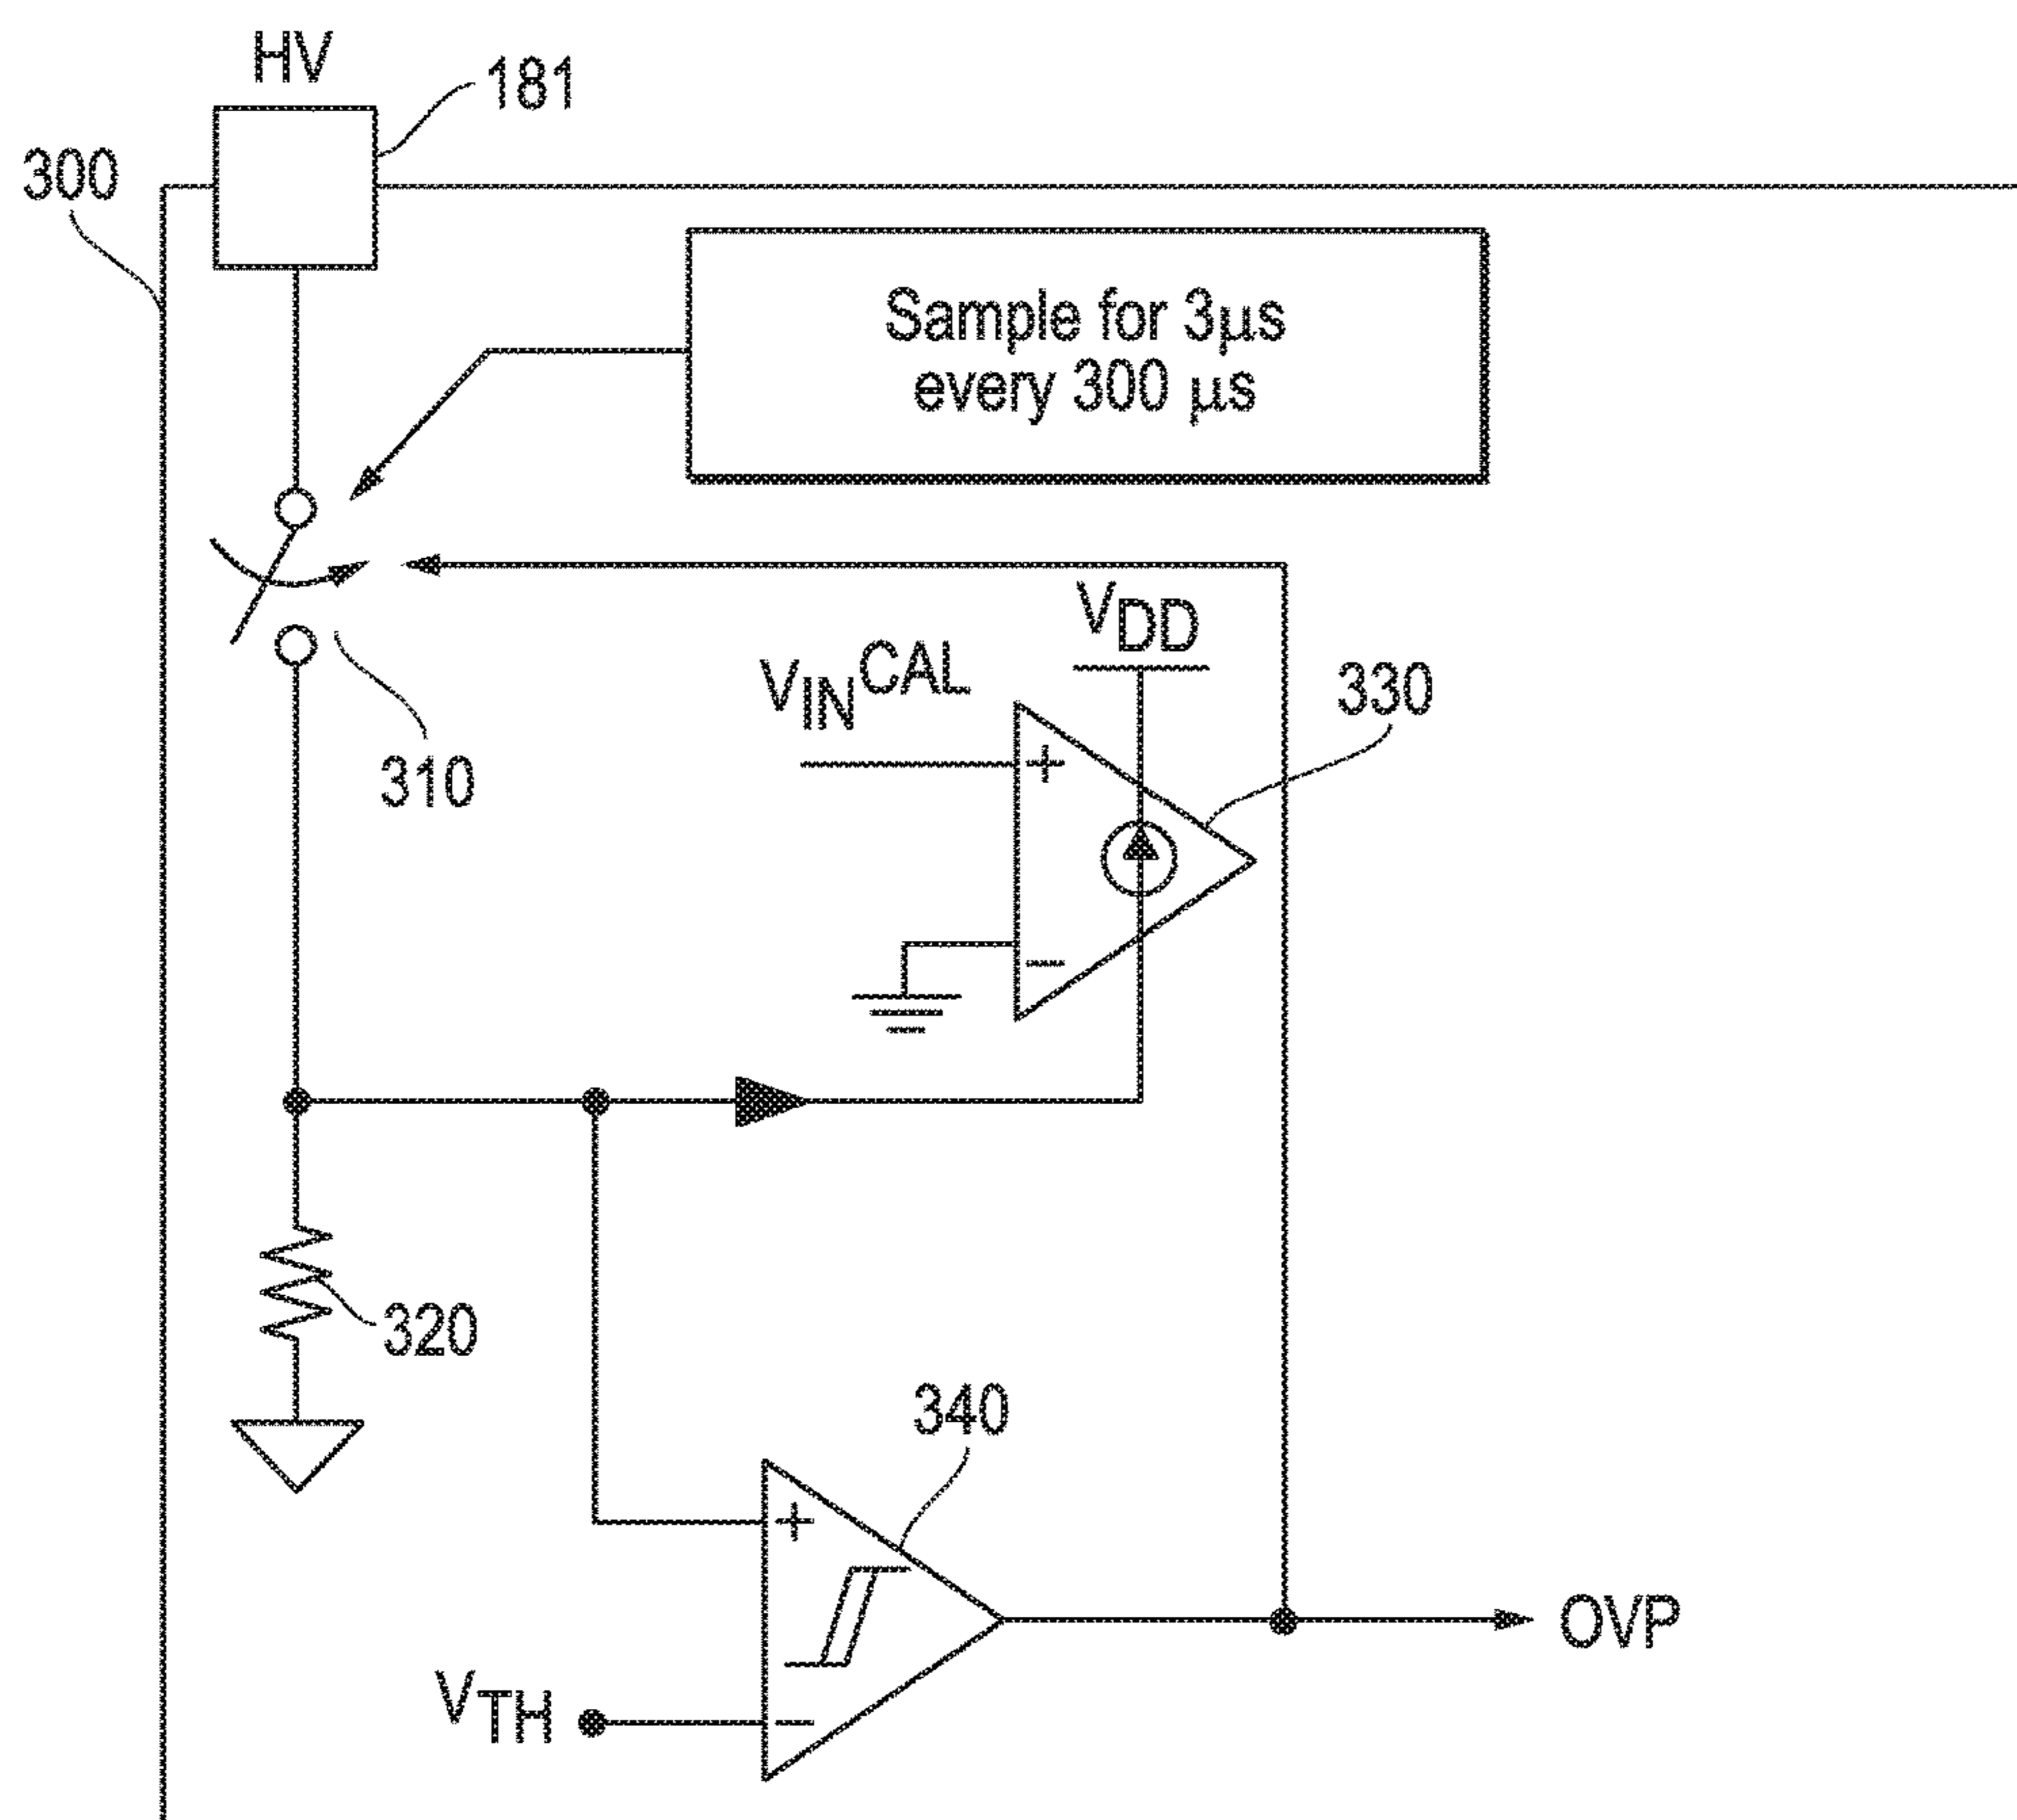 HV
181
300
Sample for 3μs
every 300 μs
VDD
VINCAL
330
310
+
−
320
340
+
OVP
VTH
−